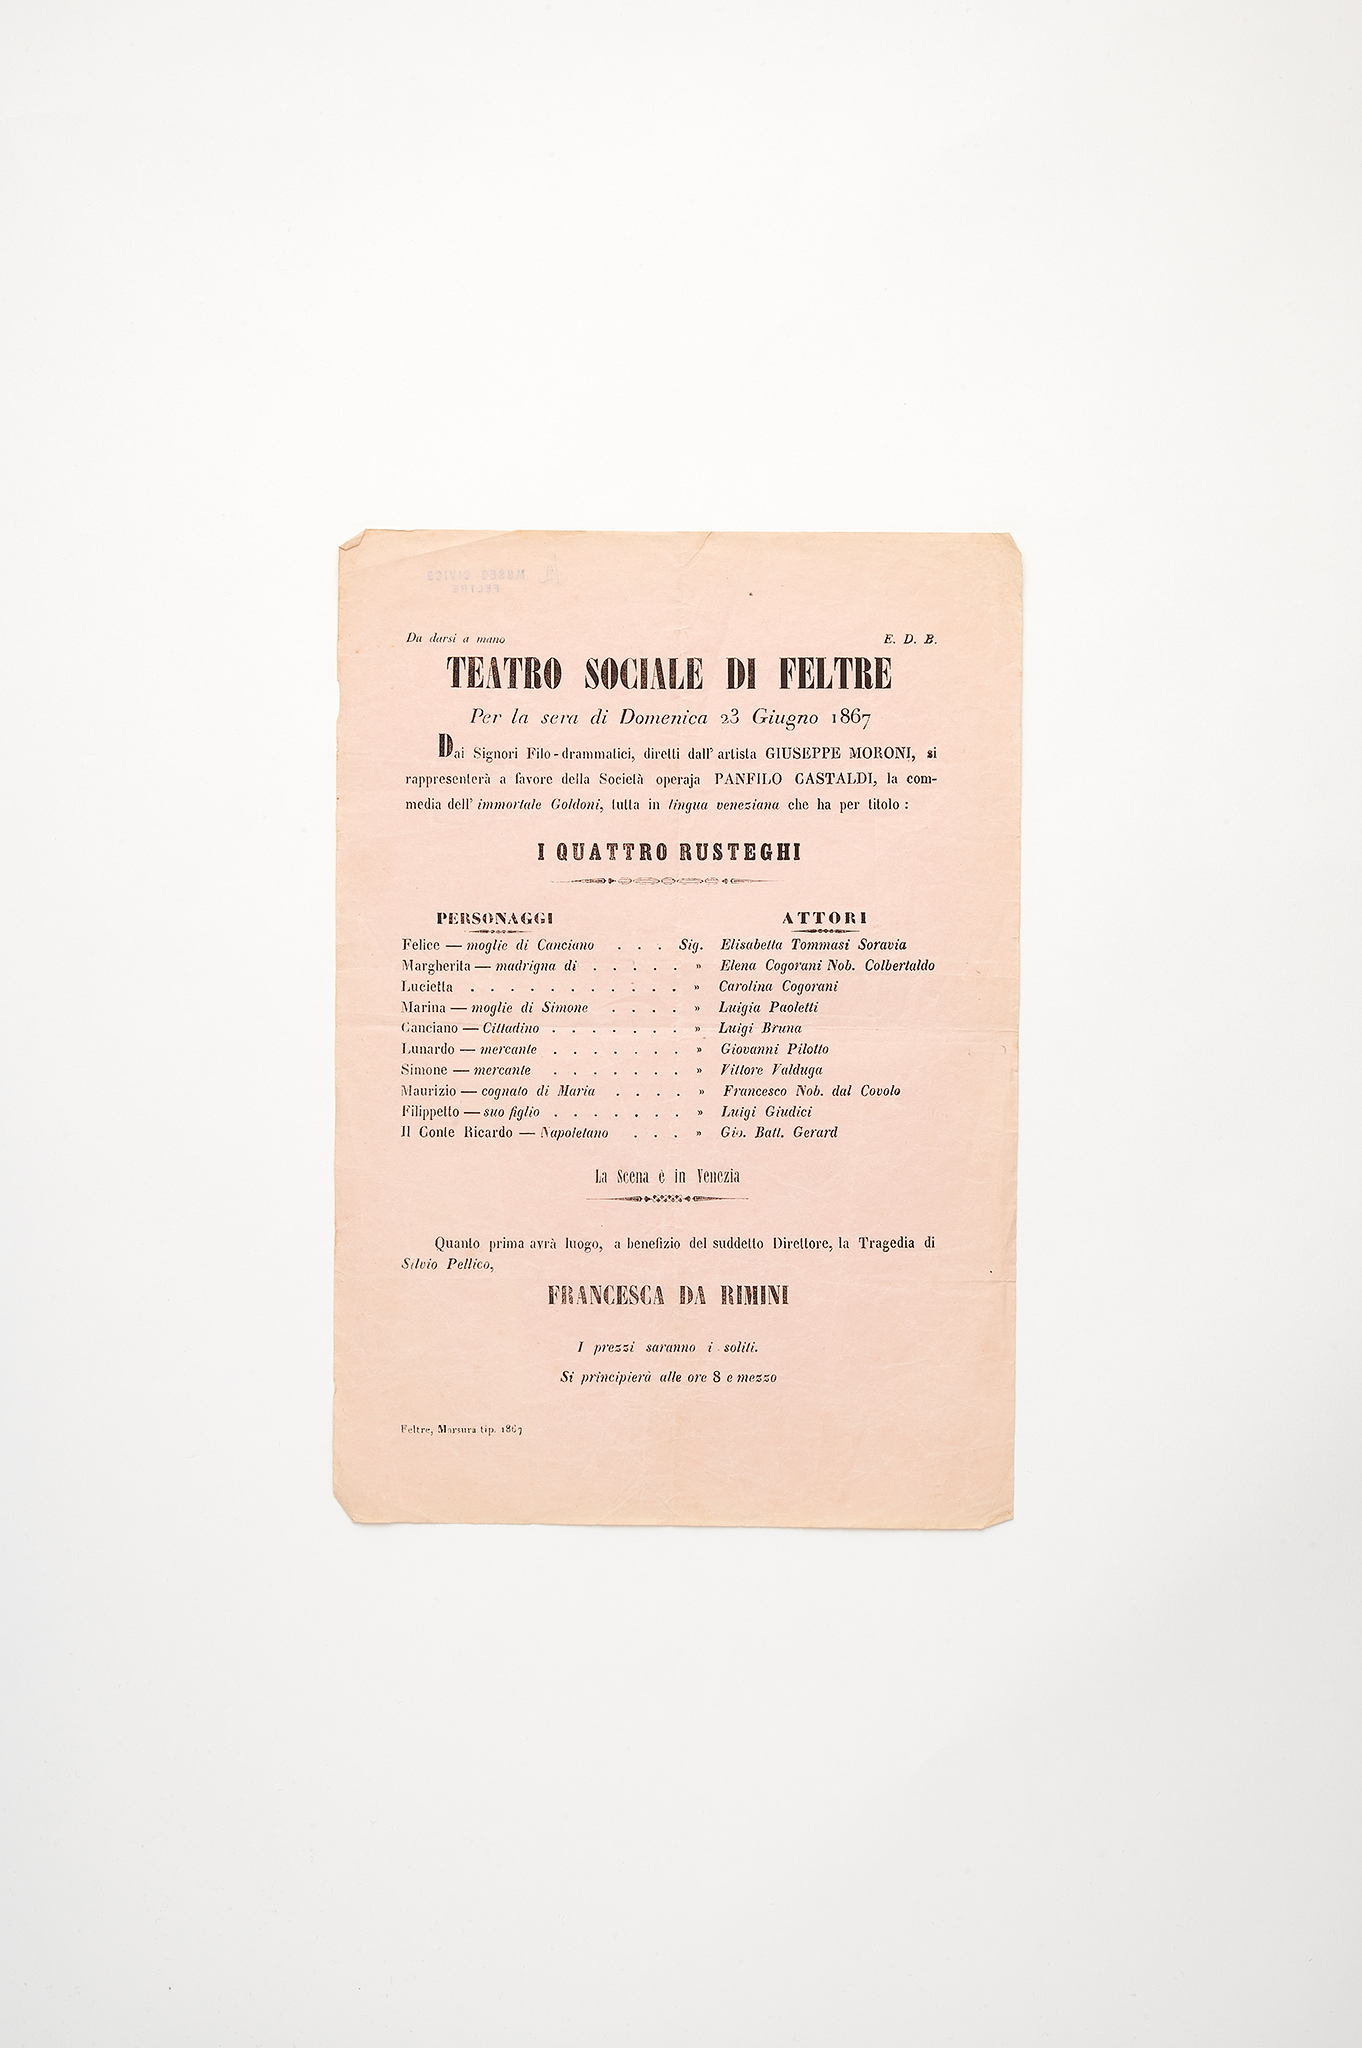 MUSEO CIVICO
FELTRE
Da darsi a mano E. D. B.
TEATRO SOCIALE DI FELTRE
Per la sera di Domenica 23 Giugno 1867
Dai Signori Filo-drammatici, diretti dall' artista GIUSEPPE MORONI, si
rappresenterà a favore della Società operaja PANFILO CASTALDI, la com-
media dell' immortale Goldoni, tutta in lingua veneziana che ha per titolo :
I QUATTRO RUSTEGHI
PERSONAGGI ATTORI
Felice — moglie di Canciano . . . Sig. Elisabetta Tommasi Soravia
Margherita — madrigna di . . . . . » Elena Cogorani Nob. Colbertaldo
Lucietta . . . . . . . . . . . » Carolina Cogorani
Marina — moglie di Simone . . . . » Luigia Paoletti
Canciano — Cittadino . . . . . . . » Luigi Bruna
Lunardo — mercante . . . . . . . » Giovanni Pilotto
Simone — mercante . . . . . . . » Vittore Valduga
Maurizio — cognato di Maria . . . . » Francesco Nob. dal Covolo
Filippetto — suo figlio . . . . . . . » Luigi Giudici
Il Conte Ricardo — Napoletano . . . » Gio. Batt. Gerard
La Scena è in Venezia
Quanto prima avrà luogo, a benefizio del suddetto Direttore, la Tragedia di
Silvio Pellico,
FRANCESCA DA RIMINI
I prezzi saranno i soliti.
Si principierà alle ore 8 e mezzo
Feltre, Marsura tip. 1867